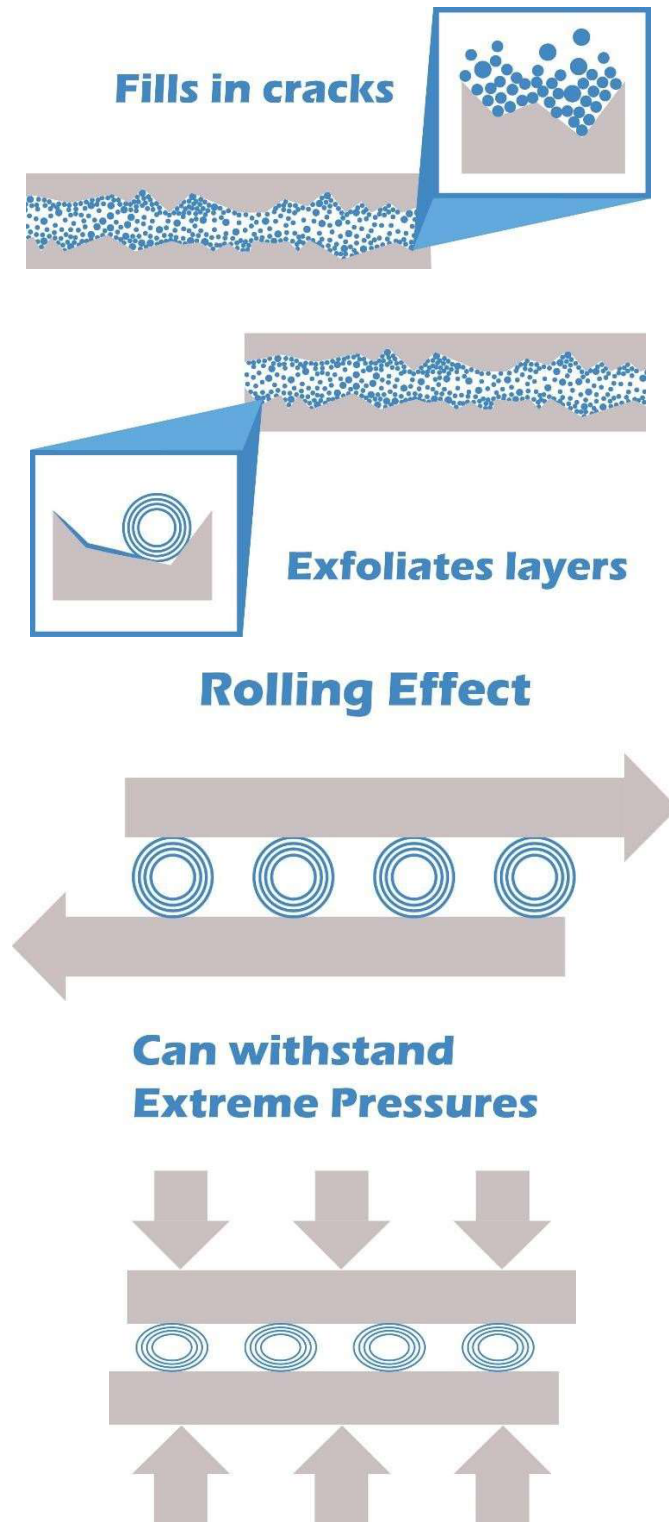 Fills in cracks
Exfoliates layers
Rolling Effect
Can withstand
Extreme Pressures